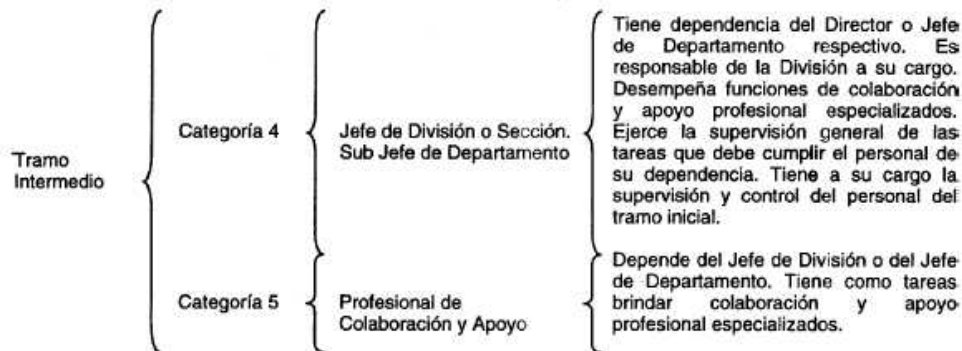 Tramo
Intermedio
Categoría 4
Jefe de División o Sección.
Sub Jefe de Departamento
Tiene dependencia del Director o Jefe
de Departamento respectivo. Es
responsable de la División a su cargo.
Desempeña funciones de colaboración
y apoyo profesional especializados.
Ejerce la supervisión general de las
tareas que debe cumplir el personal de
su dependencia. Tiene a su cargo la
supervisión y control del personal del
tramo inicial.
Categoría 5
Profesional de
Colaboración y Apoyo
Depende del Jefe de División o del Jefe
de Departamento. Tiene como tareas
brindar colaboración y apoyo
profesional especializados.